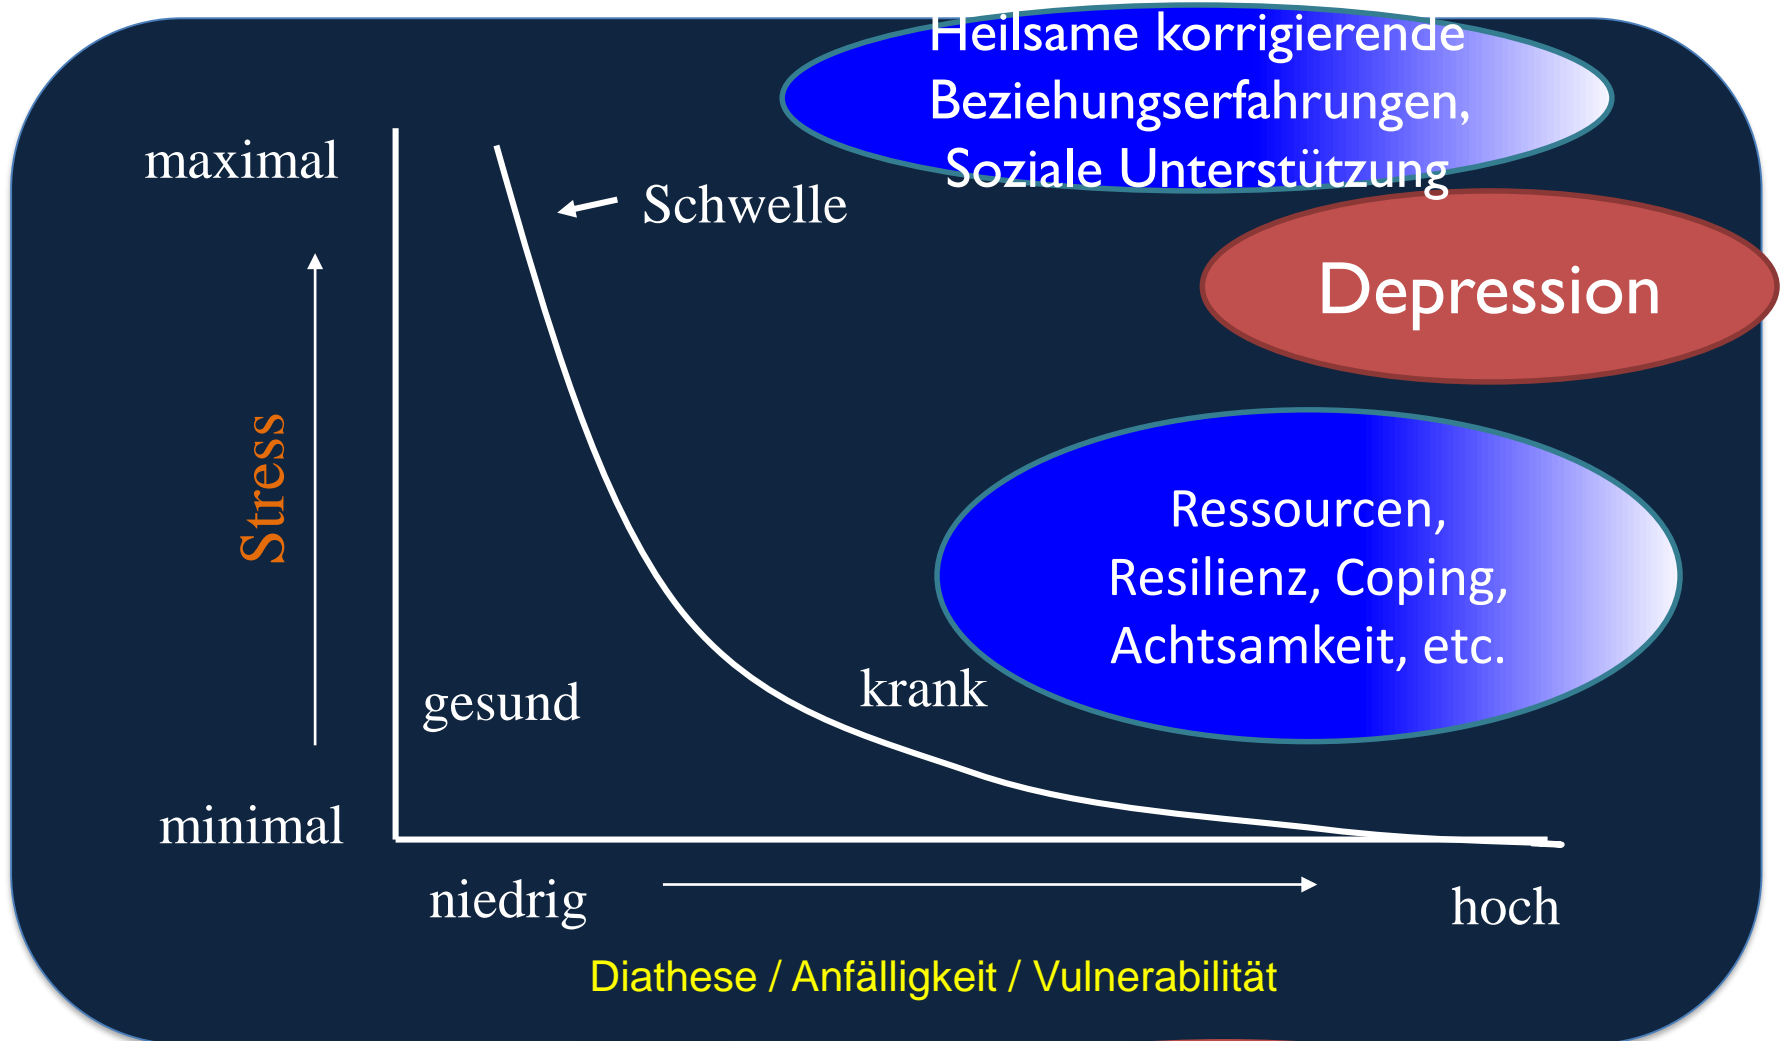 Heilsame korrigierende
Beziehungserfahrungen,
Soziale Unterstützung
maximal
Schwelle
Depression
Stress
Ressourcen,
Resilienz, Coping,
Achtsamkeit, etc.
gesund
krank
minimal
niedrig
hoch
Diathese / Anfälligkeit / Vulnerabilität